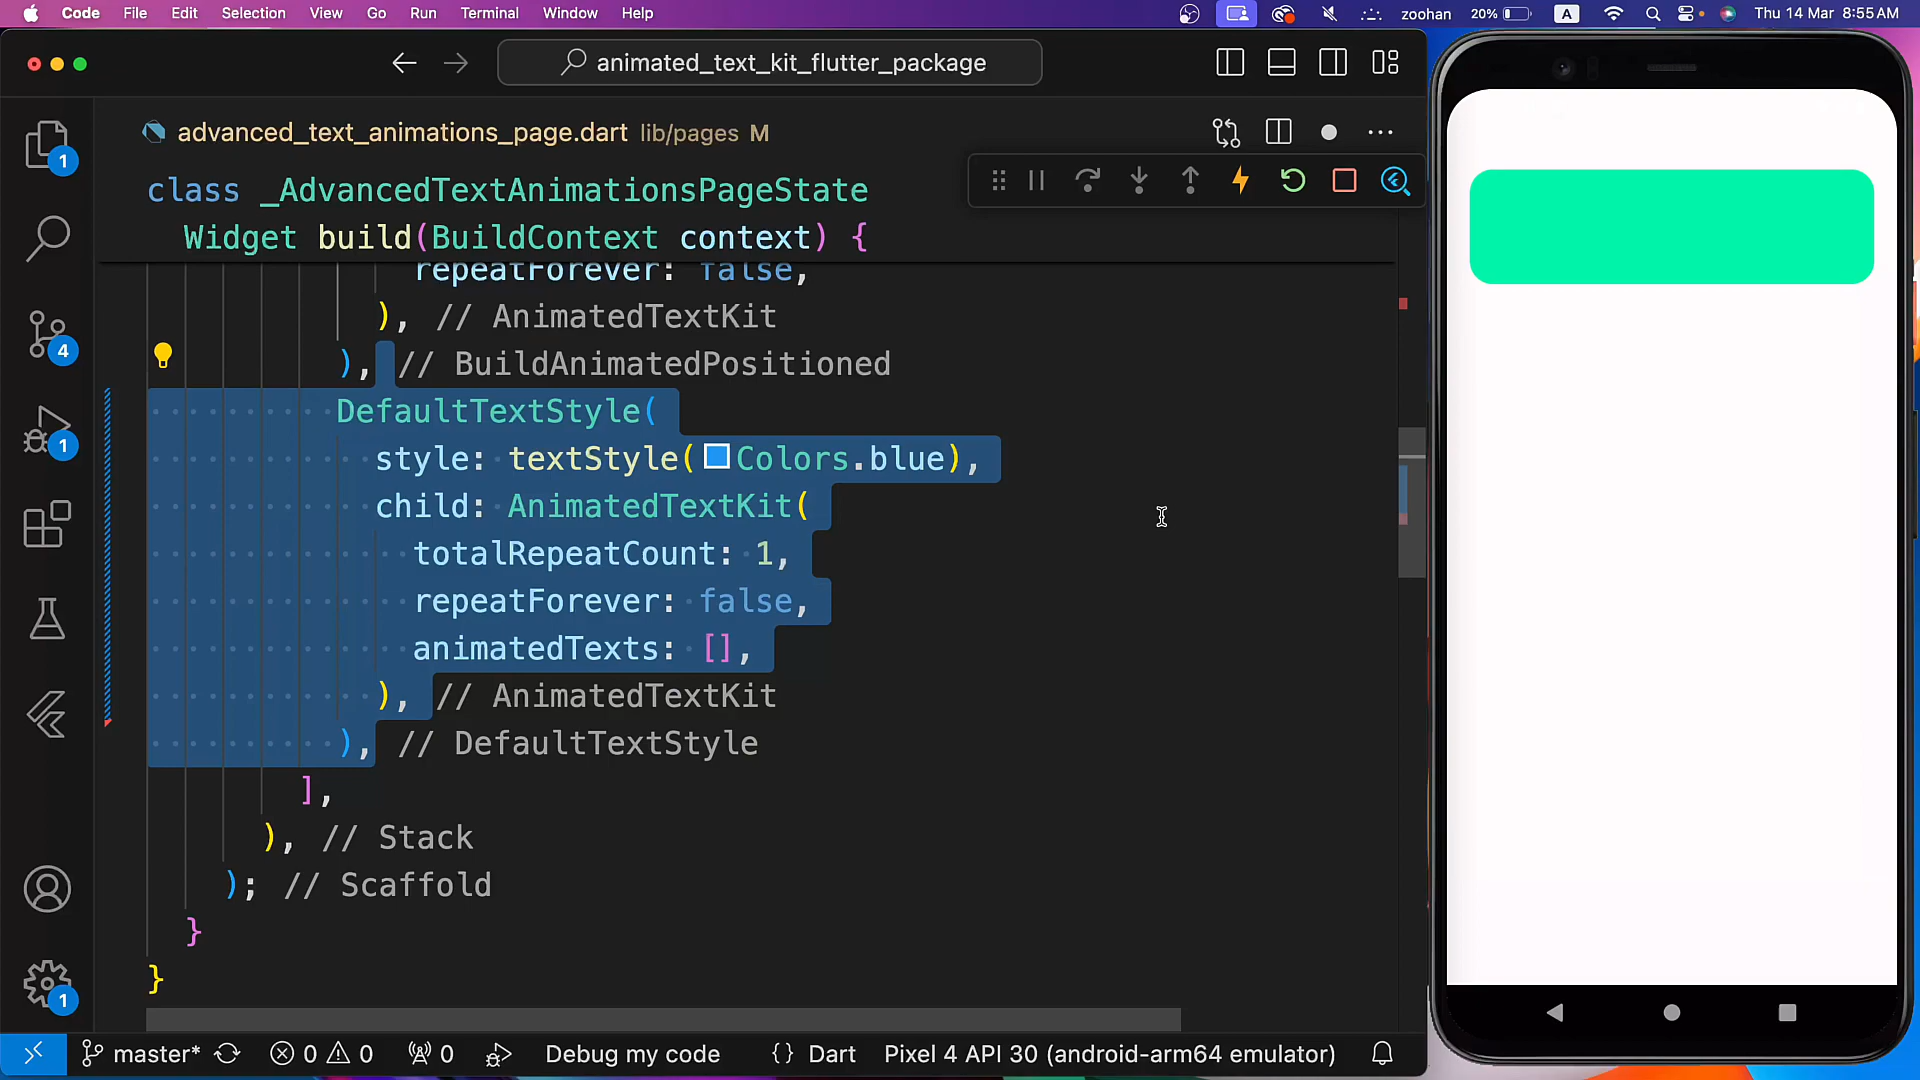 Code File Edit Selection View Go Run Terminal Window Help zoohan 20% A Thu 14 Mar 8:55 AM
animated_text_kit_flutter_package
advanced_text_animations_page.dart lib/pages M
class _AdvancedTextAnimationsPageState
Widget build(BuildContext context) {
repeatForever: false,
), // AnimatedTextKit
), // BuildAnimatedPositioned
DefaultTextStyle(
style: textStyle(Colors.blue),
child: AnimatedTextKit(
totalRepeatCount: 1,
repeatForever: false,
animatedTexts: [],
), // AnimatedTextKit
), // DefaultTextStyle
],
), // Stack
); // Scaffold
}
}
1
4
1
1
master* 0 0 0 Debug my code {} Dart Pixel 4 API 30 (android-arm64 emulator)